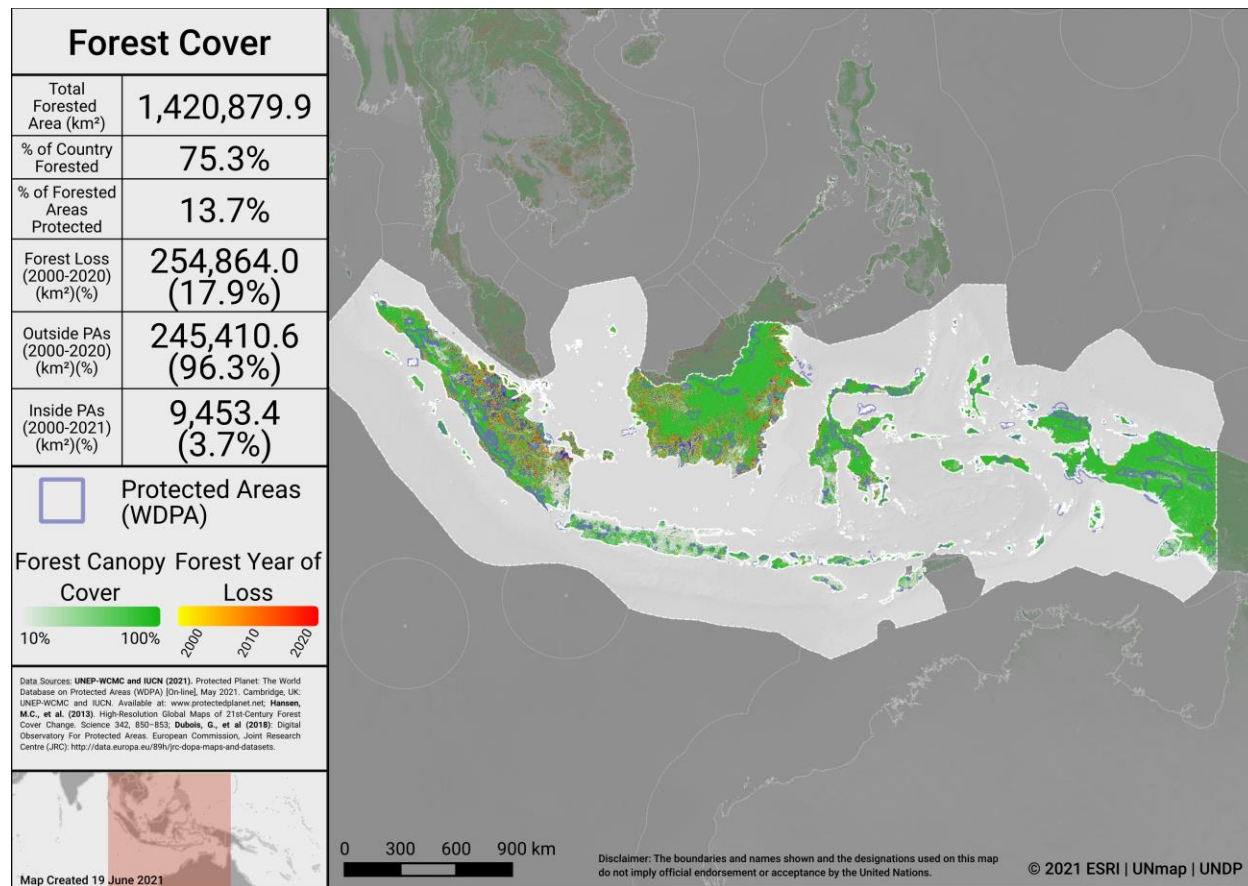 Forest Cover
Total
Forested
Area (km²)
1,420,879.9
% of Country
Forested
75.3%
% of Forested
Areas
Protected
13.7%
Forest Loss
(2000-2020)
(km²)(%)
254,864.0
(17.9%)
Outside PAs
(2000-2020)
(km²)(%)
245,410.6
(96.3%)
Inside PAs
(2000-2021)
(km²)(%)
9,453.4
(3.7%)
Protected Areas
(WDPA)
Forest Canopy
Cover
10% 100%
Forest Year of
Loss
2000 2010 2020
Data Sources: UNEP-WCMC and IUCN (2021). Protected Planet: The World
Database on Protected Areas (WDPA) [On-line], May 2021. Cambridge, UK:
UNEP-WCMC and IUCN. Available at: www.protectedplanet.net; Hansen,
M.C., et al. (2013). High-Resolution Global Maps of 21st-Century Forest
Cover Change. Science 342, 850–853; Dubois, G., et al (2018): Digital
Observatory For Protected Areas. European Commission, Joint Research
Centre (JRC): http://data.europa.eu/89h/jrc-dopa-maps-and-datasets.
Map Created 19 June 2021
0 300 600 900 km
Disclaimer: The boundaries and names shown and the designations used on this map
do not imply official endorsement or acceptance by the United Nations.
© 2021 ESRI | UNmap | UNDP